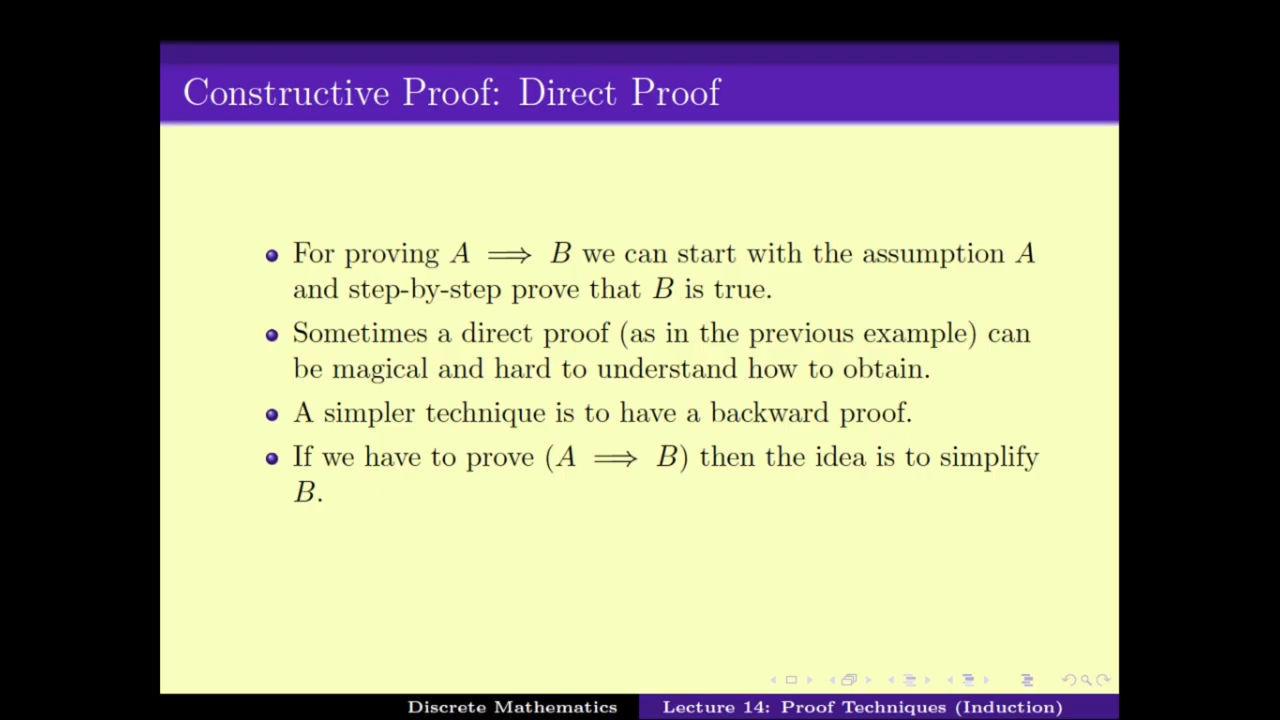 Constructive Proof: Direct Proof
For proving A ⟹ B we can start with the assumption A
and step-by-step prove that B is true.
Sometimes a direct proof (as in the previous example) can
be magical and hard to understand how to obtain.
A simpler technique is to have a backward proof.
If we have to prove (A ⟹ B) then the idea is to simplify
B.
Discrete Mathematics
Lecture 14: Proof Techniques (Induction)